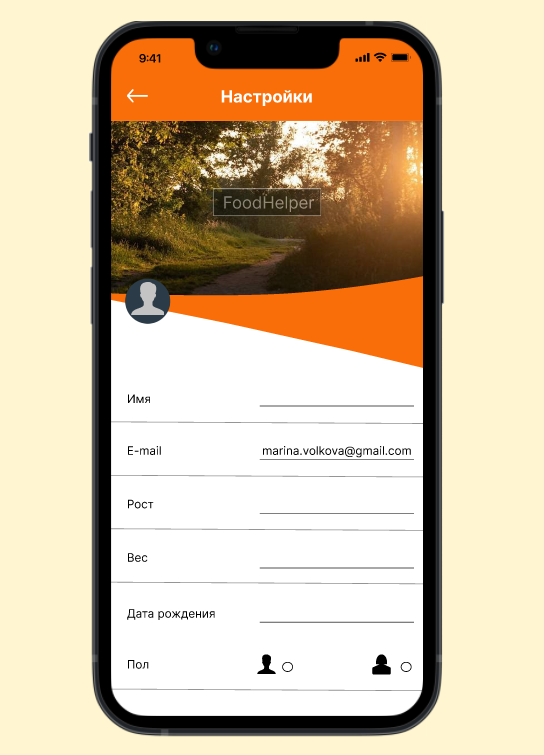 9:41
Настройки
FoodHelper
Имя
E-mail marina.volkova@gmail.com
Рост
Вес
Дата рождения
Пол